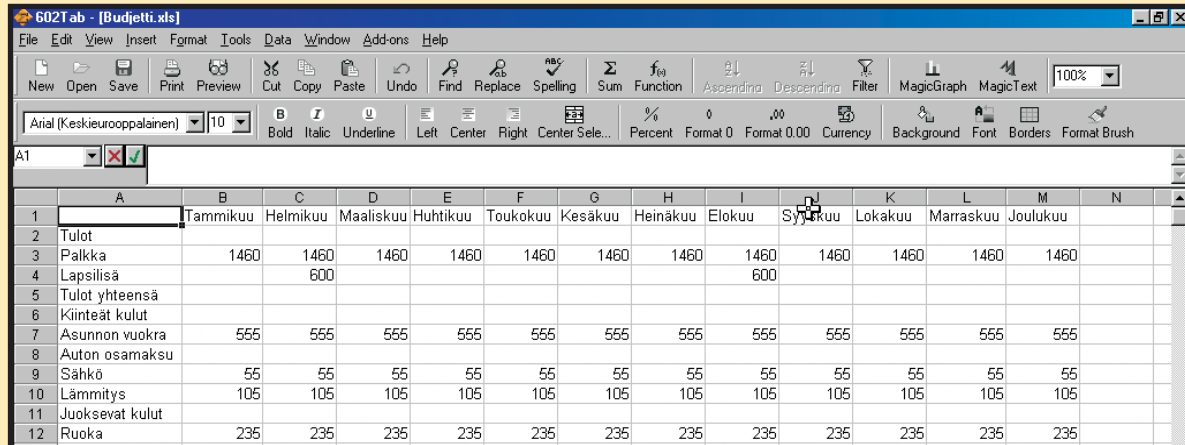 602Tab - [Budjetti.xls]
File Edit View Insert Format Tools Data Window Add-ons Help
New Open Save Print Preview Cut Copy Paste Undo Find Replace Spelling Sum Function Ascending Descending Filter MagicGraph MagicText 100%
Arial (Keskieurooppalainen) 10 Bold Italic Underline Left Center Right Center Sele... Percent Format 0 Format 0.00 Currency Background Font Borders Format Brush
A1
A B C D E F G H I J K L M N
1 Tammikuu Helmikuu Maaliskuu Huhtikuu Toukokuu Kesäkuu Heinäkuu Elokuu Syyskuu Lokakuu Marraskuu Joulukuu
2 Tulot
3 Palkka 1460 1460 1460 1460 1460 1460 1460 1460 1460 1460 1460 1460
4 Lapsilisä 600 600
5 Tulot yhteensä
6 Kiinteät kulut
7 Asunnon vuokra 555 555 555 555 555 555 555 555 555 555 555 555
8 Auton osamaksu
9 Sähkö 55 55 55 55 55 55 55 55 55 55 55 55
10 Lämmitys 105 105 105 105 105 105 105 105 105 105 105 105
11 Juoksevat kulut
12 Ruoka 235 235 235 235 235 235 235 235 235 235 235 235